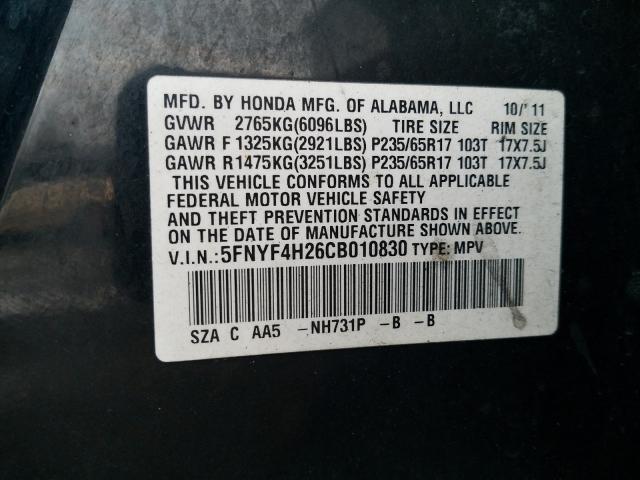 MFD. BY HONDA MFG. OF ALABAMA, LLC 10/'11
GVWR 2765KG(6096LBS) TIRE SIZE RIM SIZE
GAWR F 1325KG(2921LBS) P235/65R17 103T 17X7.5J
GAWR R1475KG(3251LBS) P235/65R17 103T 17X7.5J
THIS VEHICLE CONFORMS TO ALL APPLICABLE
FEDERAL MOTOR VEHICLE SAFETY
AND THEFT PREVENTION STANDARDS IN EFFECT
ON THE DATE OF MANUFACTURE SHOWN ABOVE.
V.I.N.:5FNYF4H26CB010830 TYPE: MPV
SZA C AA5 -NH731P -B -B